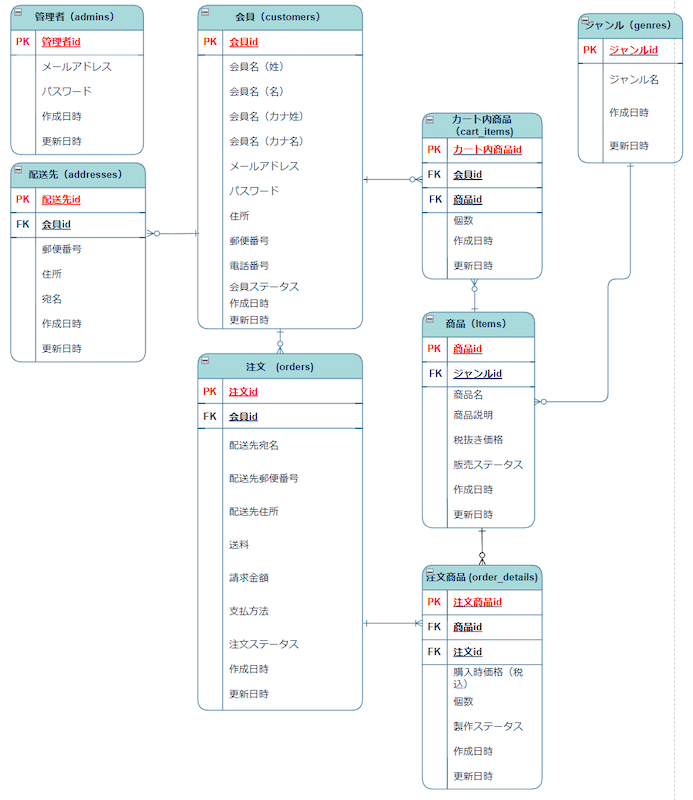 管理者（admins）
PK 管理者id
メールアドレス
パスワード
作成日時
更新日時
配送先（addresses）
PK 配送先id
FK 会員id
郵便番号
住所
宛名
作成日時
更新日時
会員（customers）
PK 会員id
会員名（姓）
会員名（名）
会員名（カナ姓）
会員名（カナ名）
メールアドレス
パスワード
住所
郵便番号
電話番号
会員ステータス
作成日時
更新日時
注文　(orders)
PK 注文id
FK 会員id
配送先宛名
配送先郵便番号
配送先住所
送料
請求金額
支払方法
注文ステータス
作成日時
更新日時
カート内商品
（cart_items)
PK カート内商品id
FK 会員id
FK 商品id
個数
作成日時
更新日時
商品（Items）
PK 商品id
FK ジャンルid
商品名
商品説明
税抜き価格
販売ステータス
作成日時
更新日時
注文商品 (order_details)
PK 注文商品id
FK 商品id
FK 注文id
購入時価格（税
込）
個数
製作ステータス
作成日時
更新日時
ジャンル（genres）
PK ジャンルid
ジャンル名
作成日時
更新日時